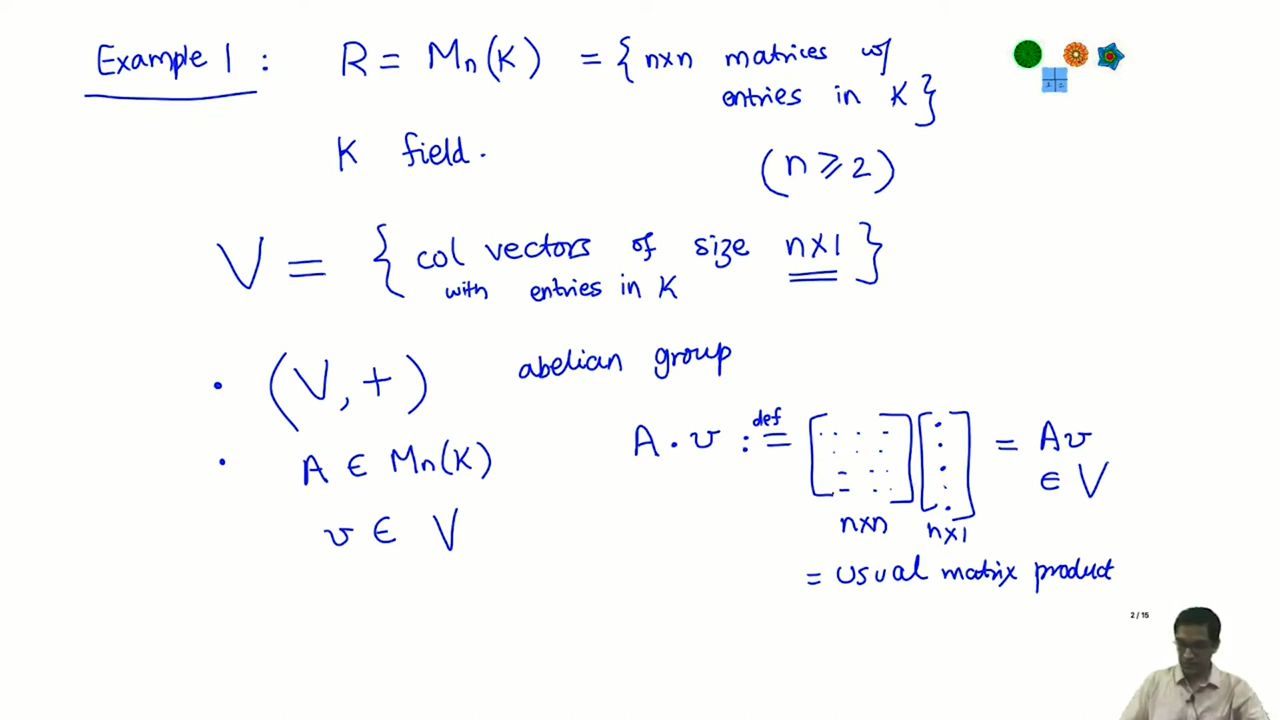 Example 1 : R = Mn(K) = { n×n matrices w/
entries in K }
K field.
(n ⩾ 2)
V = { col vectors of size n×1 }
with entries in K
• (V, +) abelian group
• A ∈ Mn(K)
v ∈ V
A • v := def [ ] [ ] = Av
∈ V
n×n n×1
= usual matrix product
2 / 15